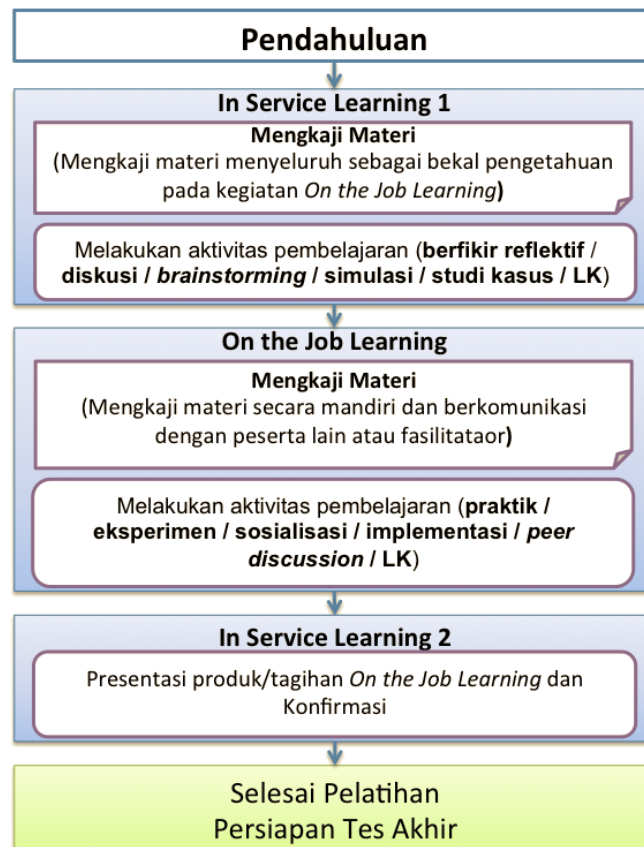 Pendahuluan
In Service Learning 1
Mengkaji Materi
(Mengkaji materi menyeluruh sebagai bekal pengetahuan
pada kegiatan On the Job Learning)
Melakukan aktivitas pembelajaran (berfikir reflektif /
diskusi / brainstorming / simulasi / studi kasus / LK)
On the Job Learning
Mengkaji Materi
(Mengkaji materi secara mandiri dan berkomunikasi
dengan peserta lain atau fasilitataor)
Melakukan aktivitas pembelajaran (praktik /
eksperimen / sosialisasi / implementasi / peer
discussion / LK)
In Service Learning 2
Presentasi produk/tagihan On the Job Learning dan
Konfirmasi
Selesai Pelatihan
Persiapan Tes Akhir